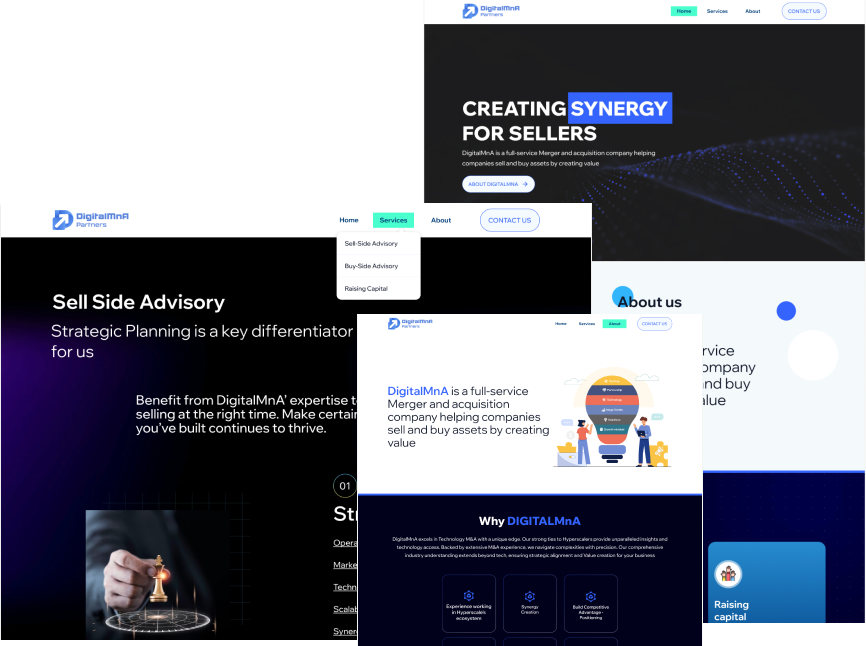 DigitalMnA
Partners
Home
Services
About
CONTACT US
CREATING SYNERGY
FOR SELLERS
DigitalMnA is a full-service Merger and acquisition company helping
companies sell and buy assets by creating value
ABOUT DIGITALMNA
About us
rvice
ompany
nd buy
alue
Raising
capital
DigitalMnA
Partners
Home
Services
About
CONTACT US
Sell-Side Advisory
Buy-Side Advisory
Raising Capital
Sell Side Advisory
Strategic Planning is a key differentiator
for us
Benefit from DigitalMnA’ expertise t
selling at the right time. Make certain
you’ve built continues to thrive.
01
Str
Opera
Marke
Techn
Scalab
Syner
DigitalMnA
Partners
Home
Services
About
CONTACT US
DigitalMnA is a full-service
Merger and acquisition
company helping companies
sell and buy assets by creating
value
Why DIGITALMnA
DigitalMnA excels in Technology M&A with a unique edge. Our strong ties to Hyperscalers provide unparalleled insights and
technology access. Backed by extensive M&A experience, we navigate complexities with precision. Our comprehensive
industry understanding extends beyond tech, ensuring strategic alignment and Value creation for your business
Experience working
in Hyperscale's
ecosystem
Synergy
Creation
Build Competitive
Advantage -
Positioning